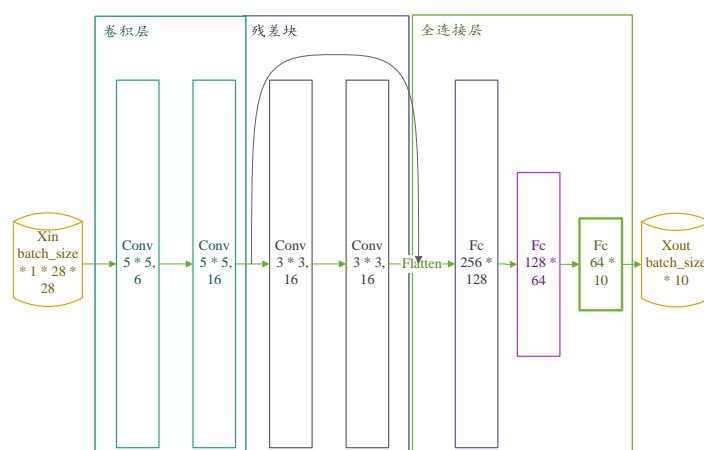 卷积层
残差块
全连接层
Xin
batch_size
* 1 * 28 *
28
Conv
5 * 5,
6
Conv
5 * 5,
16
Conv
3 * 3,
16
Conv
3 * 3,
16
Flatten
Fc
256 *
128
Fc
128 *
64
Fc
64 *
10
Xout
batch_size
* 10